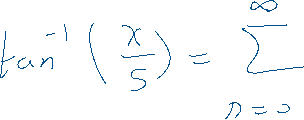 tan⁻¹ (x/5) = ∑_{n=0}^{∞}